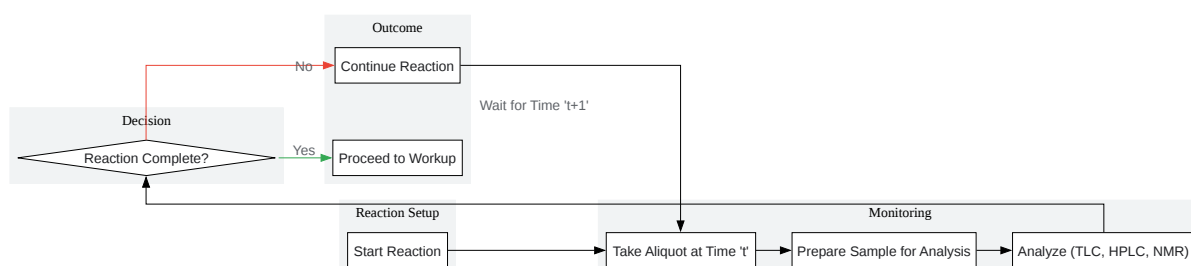 Outcome
No
Continue Reaction
Wait for Time 't+1'
Decision
Reaction Complete?
Yes
Proceed to Workup
Reaction Setup
Monitoring
Start Reaction
Take Aliquot at Time 't'
Prepare Sample for Analysis
Analyze (TLC, HPLC, NMR)